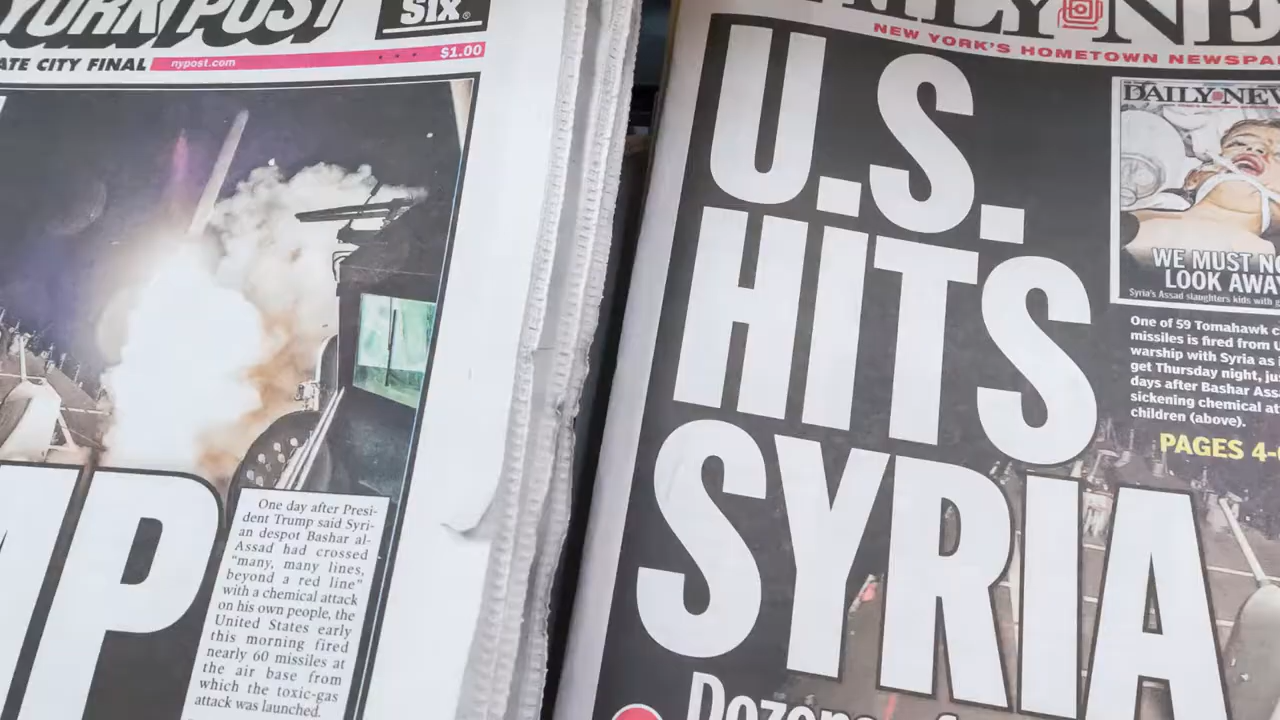 YORK POST
SIX
LATE CITY FINAL
nypost.com
$1.00
One day after Presi-
dent Trump said Syri-
an despot Bashar al-
Assad had crossed
"many, many lines,
beyond a red line"
with a chemical attack
on his own people, the
United States early
this morning fired
nearly 60 missiles at
the air base from
which the toxic-gas
attack was launched.
MP
DAILY NEW
NEW YORK'S HOMETOWN NEWSPA
U.S.
HITS
SYRIA
DAILY NEW
WE MUST NO
LOOK AWAY
Syria's Assad slaughters kids with g
One of 59 Tomahawk c
missiles is fired from U
warship with Syria as
get Thursday night, jus
days after Bashar Ass
sickening chemical at
children (above).
PAGES 4-
Dozens